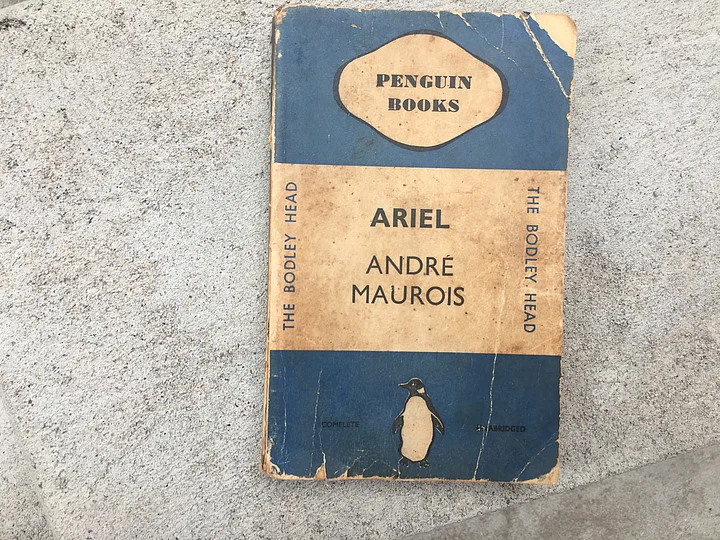 PENGUIN
BOOKS
THE BODLEY HEAD
ARIEL
ANDRÉ
MAUROIS
THE BODLEY HEAD
COMPLETE
UNABRIDGED